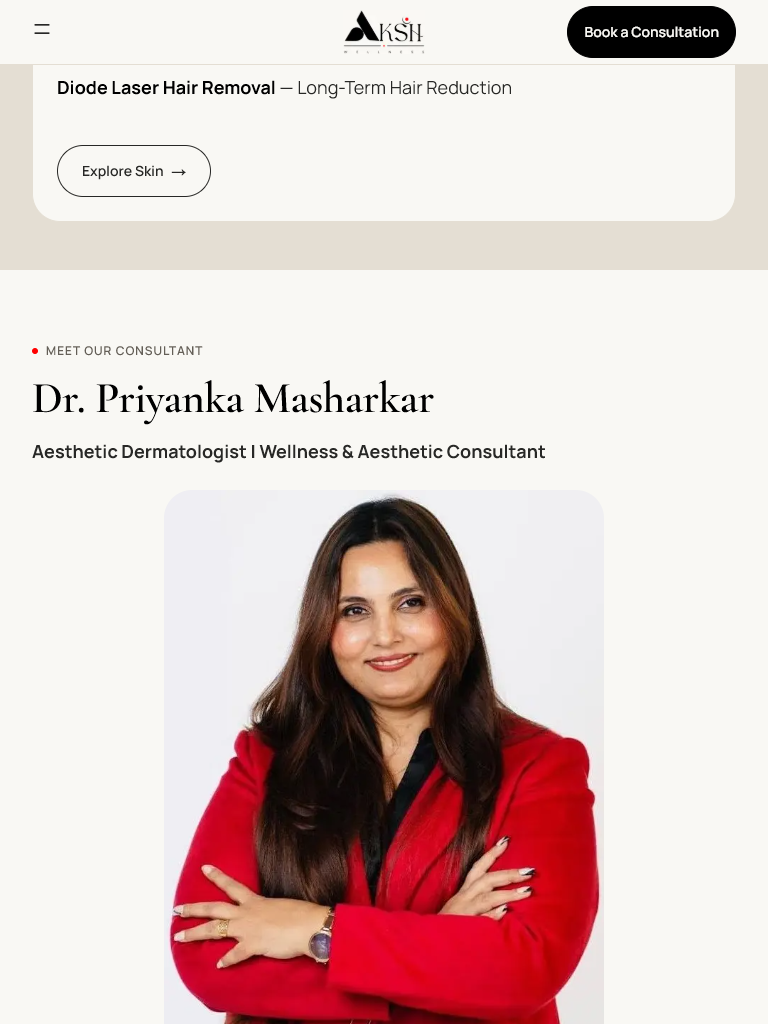 AKSH
WELLNESS
Book a Consultation
Diode Laser Hair Removal — Long-Term Hair Reduction
Explore Skin →
MEET OUR CONSULTANT
Dr. Priyanka Masharkar
Aesthetic Dermatologist | Wellness & Aesthetic Consultant